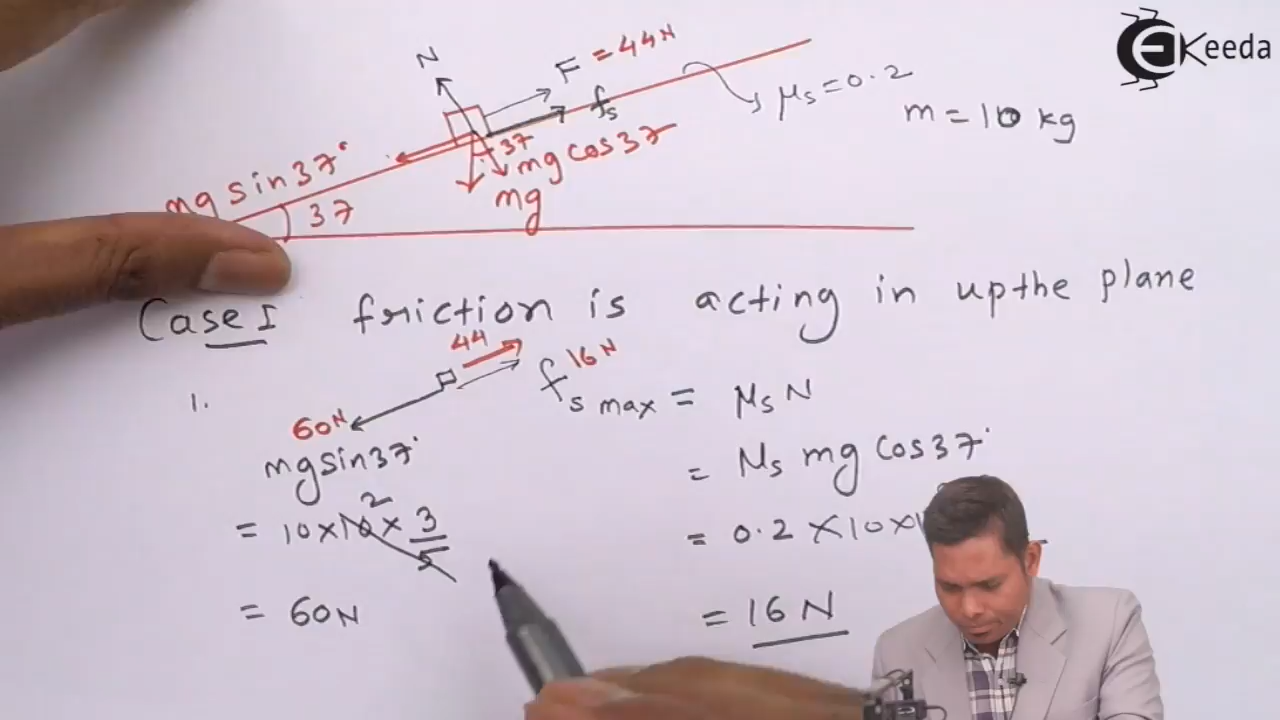 Ekeeda
N
F = 44N
fs
μs = 0.2
m = 10 kg
37
mg cos 37
mg sin 37°
mg
37
Case I friction is acting in up the plane
44
16N
1.
60N
fs max = μs N
mg sin 37°
= μs mg cos 37°
2
= 10 × 10 × 3/5
= 0.2 × 10 ×
= 60N
= 16 N